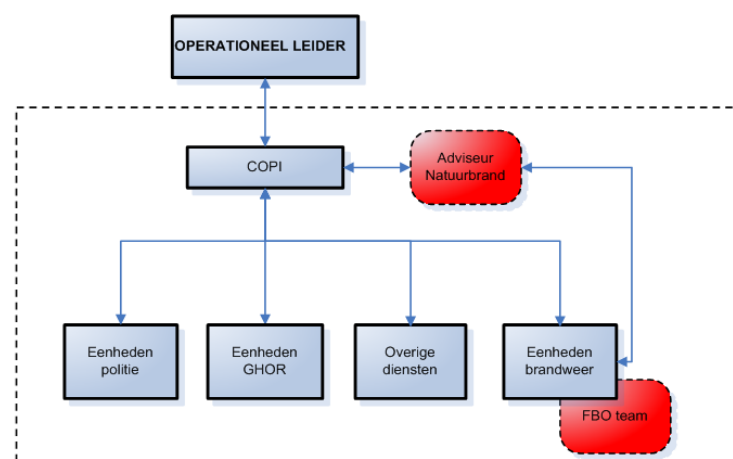 OPERATIONEEL LEIDER
COPI
Adviseur
Natuurbrand
Eenheden
politie
Eenheden
GHOR
Overige
diensten
Eenheden
brandweer
FBO team